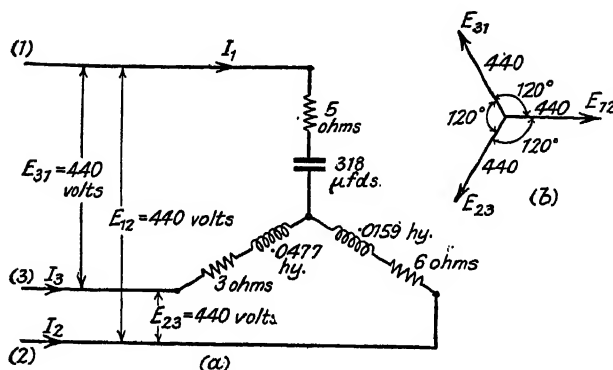 (1)
I1
5
ohms
318
μfds.
E31=440
volts
E12=440 volts
.0477
hy.
.0159 hy.
3 ohms
6 ohms
(3)
I3
E23=440 volts
(2)
I2
(a)
E31
440
120°
120°
440
E12
120°
440
E23
(b)